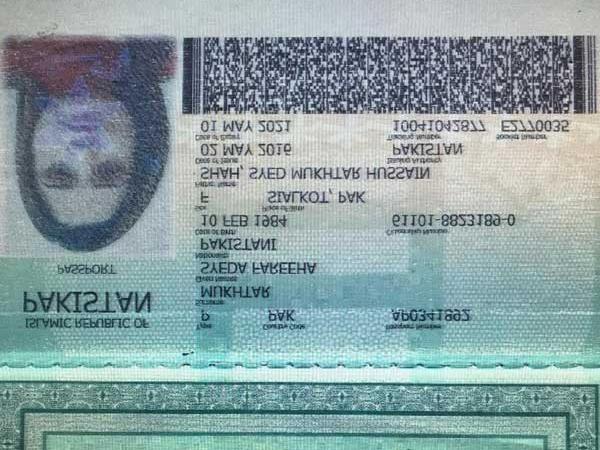 ISLAMIC REPUBLIC OF
PAKISTAN
PASSPORT
Type Country Code Passport Number
P PAK AP0341892
Surname
MUKHTAR
Given Names
SYEDA FAREEHA
Nationality
PAKISTANI
Date of Birth Citizenship Number
10 FEB 1984 61101-8823189-0
Sex Place of Birth
F SIALKOT, PAK
Father Name
SHAH, SYED MUKHTAR HUSSAIN
Date of Issue Issuing Authority
02 MAY 2016 PAKISTAN
Date of Expiry Tracking Number Booklet Number
01 MAY 2021 10041042877 E2770035